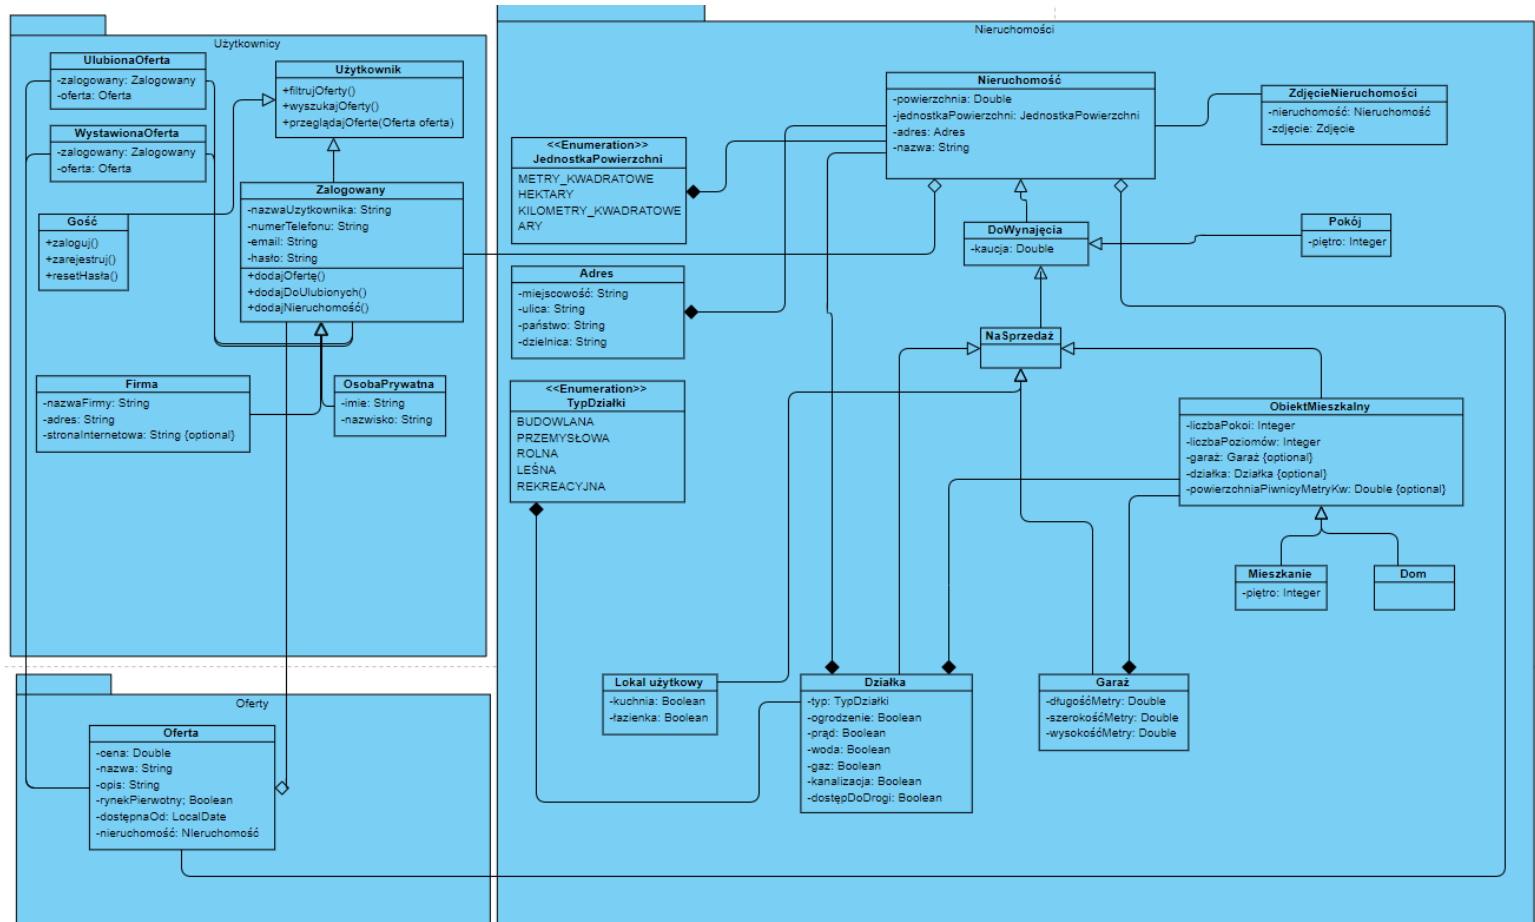 Użytkownicy
UlubionaOferta
-zalogowany: Zalogowany
-oferta: Oferta
WystawionaOferta
-zalogowany: Zalogowany
-oferta: Oferta
Użytkownik
+filtrujOferty()
+wyszukajOferty()
+przeglądajOferte(Oferta oferta)
Gość
+zaloguj()
+zarejestruj()
+resetHasła()
Zalogowany
-nazwaUzytkownika: String
-numerTelefonu: String
-email: String
-hasło: String
+dodajOfertę()
+dodajDoUlubionych()
+dodajNieruchomość()
Firma
-nazwaFirmy: String
-adres: String
-stronaInternetowa: String {optional}
OsobaPrywatna
-imie: String
-nazwisko: String
Oferty
Oferta
-cena: Double
-nazwa: String
-opis: String
-rynekPierwotny; Boolean
-dostępnaOd: LocalDate
-nieruchomość: NIeruchomość
Nieruchomości
<<Enumeration>>
JednostkaPowierzchni
METRY_KWADRATOWE
HEKTARY
KILOMETRY_KWADRATOWE
ARY
Adres
-miejscowość: String
-ulica: String
-państwo: String
-dzielnica: String
<<Enumeration>>
TypDziałki
BUDOWLANA
PRZEMYSŁOWA
ROLNA
LEŚNA
REKREACYJNA
Nieruchomość
-powierzchnia: Double
-jednostkaPowierzchni: JednostkaPowierzchni
-adres: Adres
-nazwa: String
ZdjęcieNieruchomości
-nieruchomość: Nieruchomość
-zdjęcie: Zdjęcie
DoWynajęcia
-kaucja: Double
Pokój
-piętro: Integer
NaSprzedaż
ObiektMieszkalny
-liczbaPokoi: Integer
-liczbaPoziomów: Integer
-garaż: Garaż {optional}
-działka: Działka {optional}
-powierzchniaPiwnicyMetryKw: Double {optional}
Mieszkanie
-piętro: Integer
Dom
Lokal użytkowy
-kuchnia: Boolean
-łazienka: Boolean
Działka
-typ: TypDziałki
-ogrodzenie: Boolean
-prąd: Boolean
-woda: Boolean
-gaz: Boolean
-kanalizacja: Boolean
-dostępDoDrogi: Boolean
Garaż
-długośćMetry: Double
-szerokośćMetry: Double
-wysokośćMetry: Double